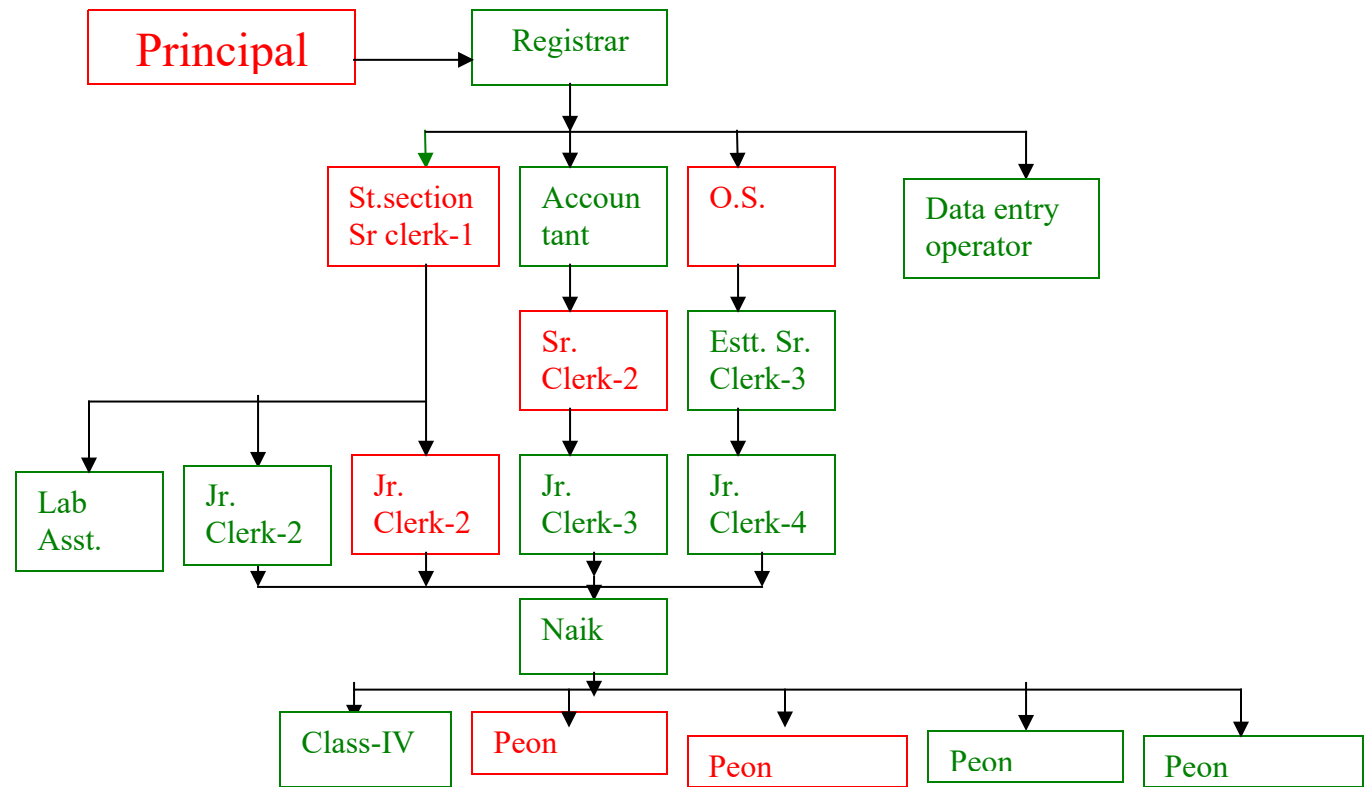 Principal
Registrar
St.section
Sr clerk-1
Accoun
tant
O.S.
Data entry
operator
Sr.
Clerk-2
Estt. Sr.
Clerk-3
Lab
Asst.
Jr.
Clerk-2
Jr.
Clerk-2
Jr.
Clerk-3
Jr.
Clerk-4
Naik
Class-IV
Peon
Peon
Peon
Peon